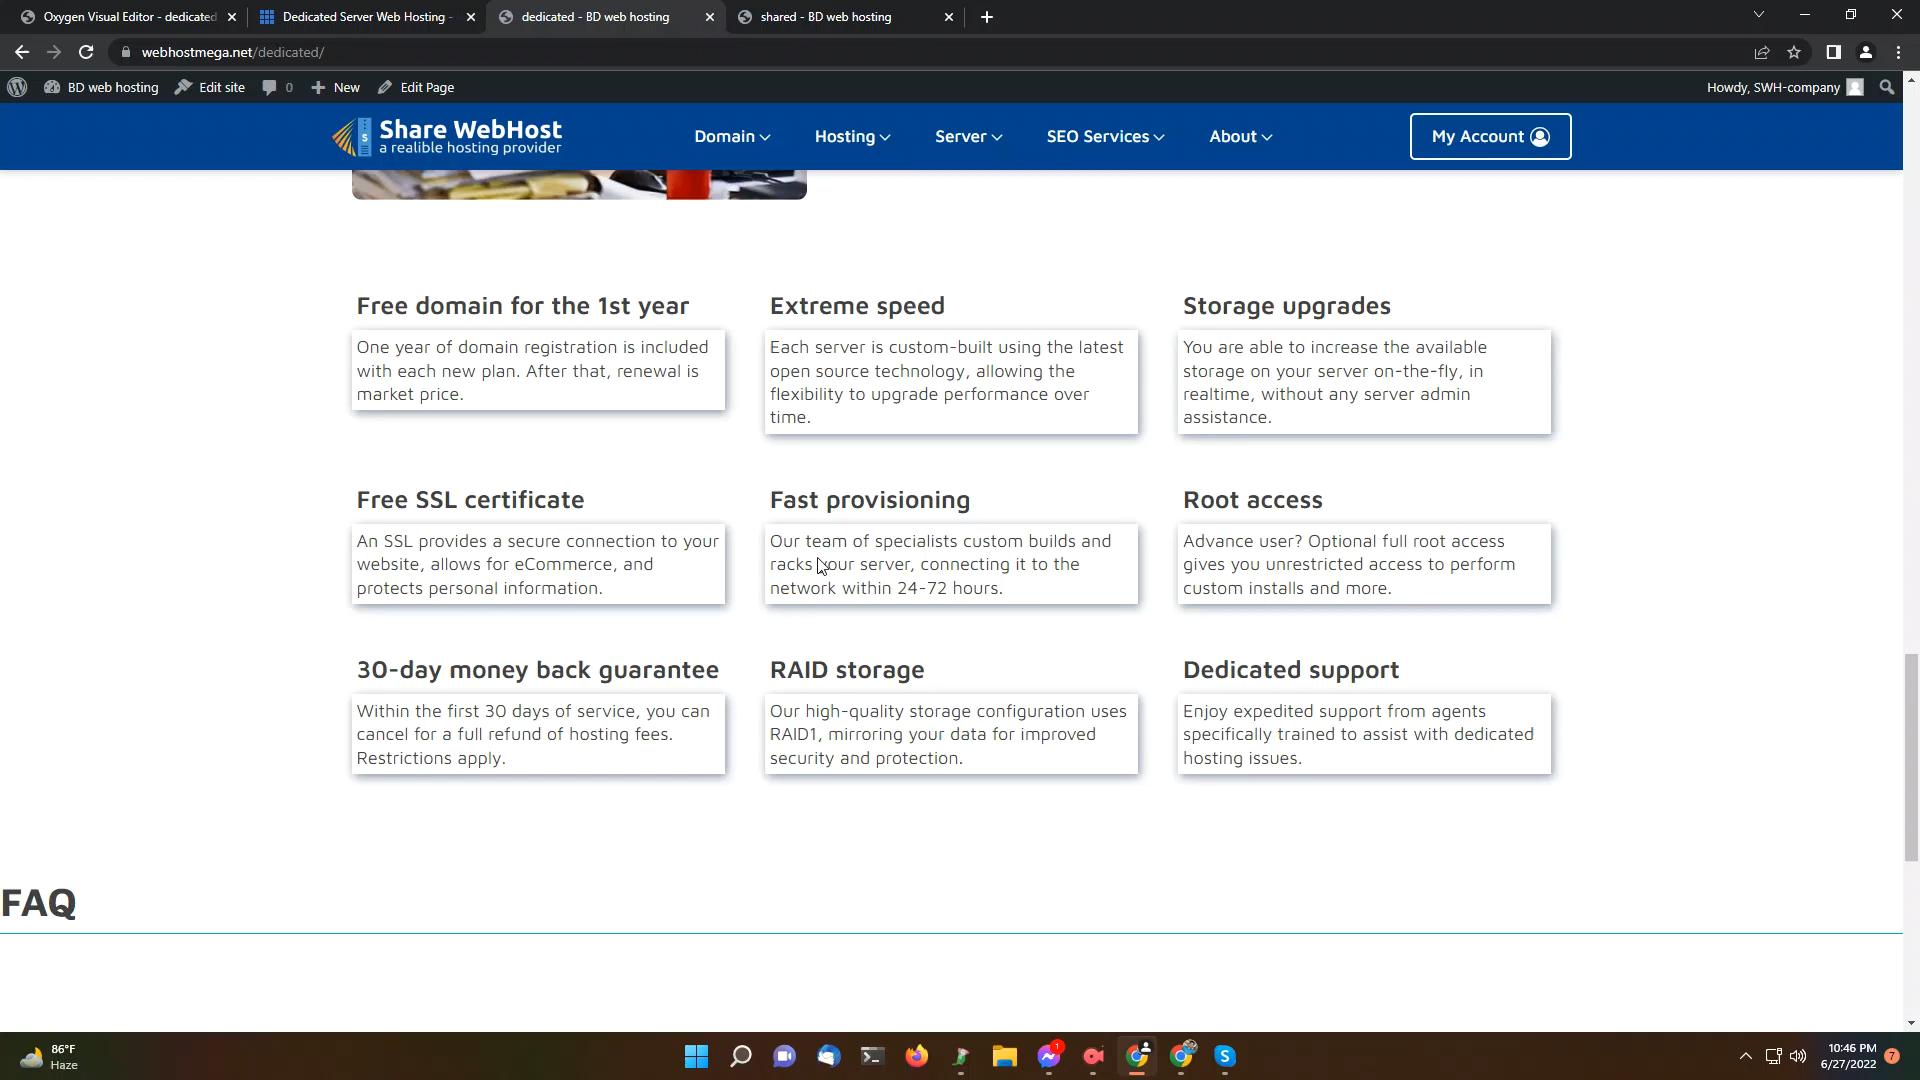 Oxygen Visual Editor - dedicated
Dedicated Server Web Hosting -
dedicated - BD web hosting
shared - BD web hosting
webhostmega.net/dedicated/
BD web hosting
Edit site
0
New
Edit Page
Howdy, SWH-company
Share WebHost
a realible hosting provider
Domain
Hosting
Server
SEO Services
About
My Account
Free domain for the 1st year
One year of domain registration is included
with each new plan. After that, renewal is
market price.
Extreme speed
Each server is custom-built using the latest
open source technology, allowing the
flexibility to upgrade performance over
time.
Storage upgrades
You are able to increase the available
storage on your server on-the-fly, in
realtime, without any server admin
assistance.
Free SSL certificate
An SSL provides a secure connection to your
website, allows for eCommerce, and
protects personal information.
Fast provisioning
Our team of specialists custom builds and
racks your server, connecting it to the
network within 24-72 hours.
Root access
Advance user? Optional full root access
gives you unrestricted access to perform
custom installs and more.
30-day money back guarantee
Within the first 30 days of service, you can
cancel for a full refund of hosting fees.
Restrictions apply.
RAID storage
Our high-quality storage configuration uses
RAID1, mirroring your data for improved
security and protection.
Dedicated support
Enjoy expedited support from agents
specifically trained to assist with dedicated
hosting issues.
FAQ
86°F
Haze
1
10:46 PM
6/27/2022
7